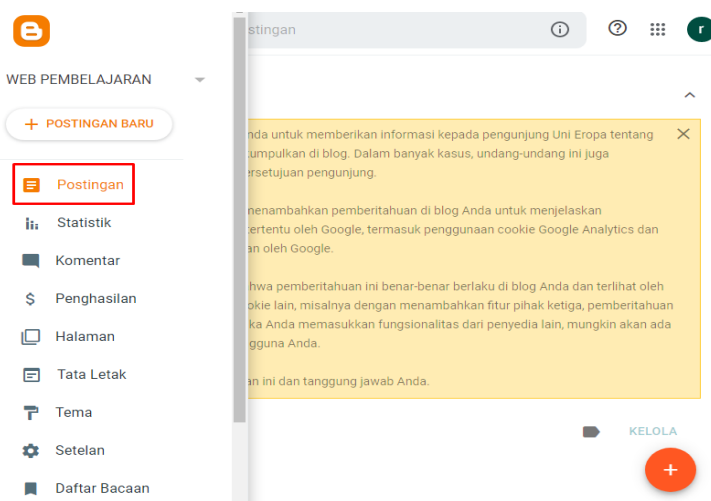 stingan
r
WEB PEMBELAJARAN
+ POSTINGAN BARU
Postingan
Statistik
Komentar
$ Penghasilan
Halaman
Tata Letak
Tema
Setelan
Daftar Bacaan
nda untuk memberikan informasi kepada pengunjung Uni Eropa tentang
umpulkan di blog. Dalam banyak kasus, undang-undang ini juga
ersetujuan pengunjung.
menambahkan pemberitahuan di blog Anda untuk menjelaskan
ertentu oleh Google, termasuk penggunaan cookie Google Analytics dan
an oleh Google.
hwa pemberitahuan ini benar-benar berlaku di blog Anda dan terlihat oleh
okie lain, misalnya dengan menambahkan fitur pihak ketiga, pemberitahuan
ka Anda memasukkan fungsionalitas dari penyedia lain, mungkin akan ada
gguna Anda.
an ini dan tanggung jawab Anda.
KELOLA